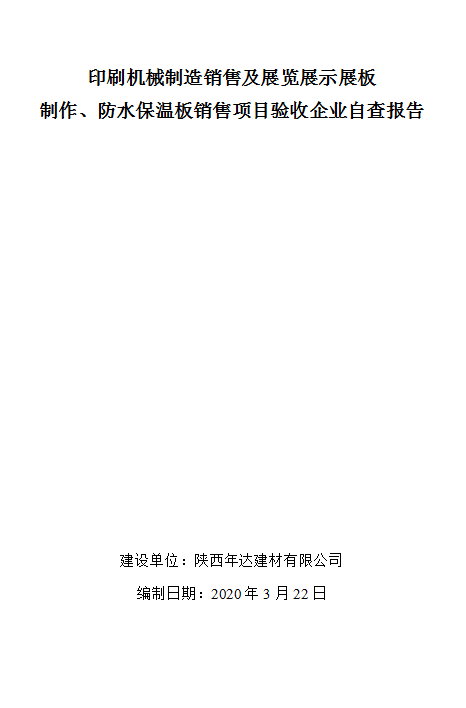 印刷机械制造销售及展览展示展板
制作、防水保温板销售项目验收企业自查报告
建设单位：陕西年达建材有限公司
编制日期：2020 年 3 月 22 日